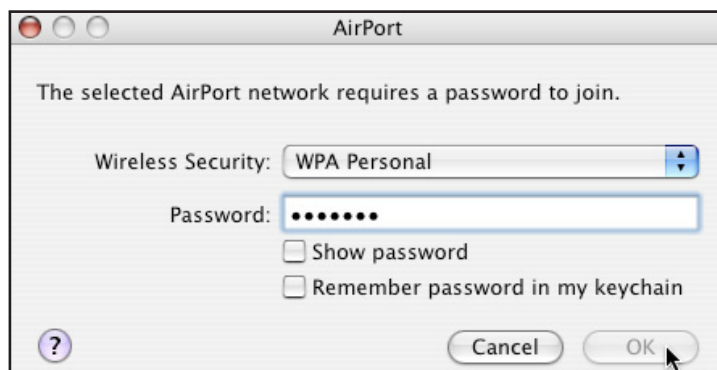 AirPort
The selected AirPort network requires a password to join.
Wireless Security: WPA Personal
Password: •••••••
Show password
Remember password in my keychain
? Cancel OK